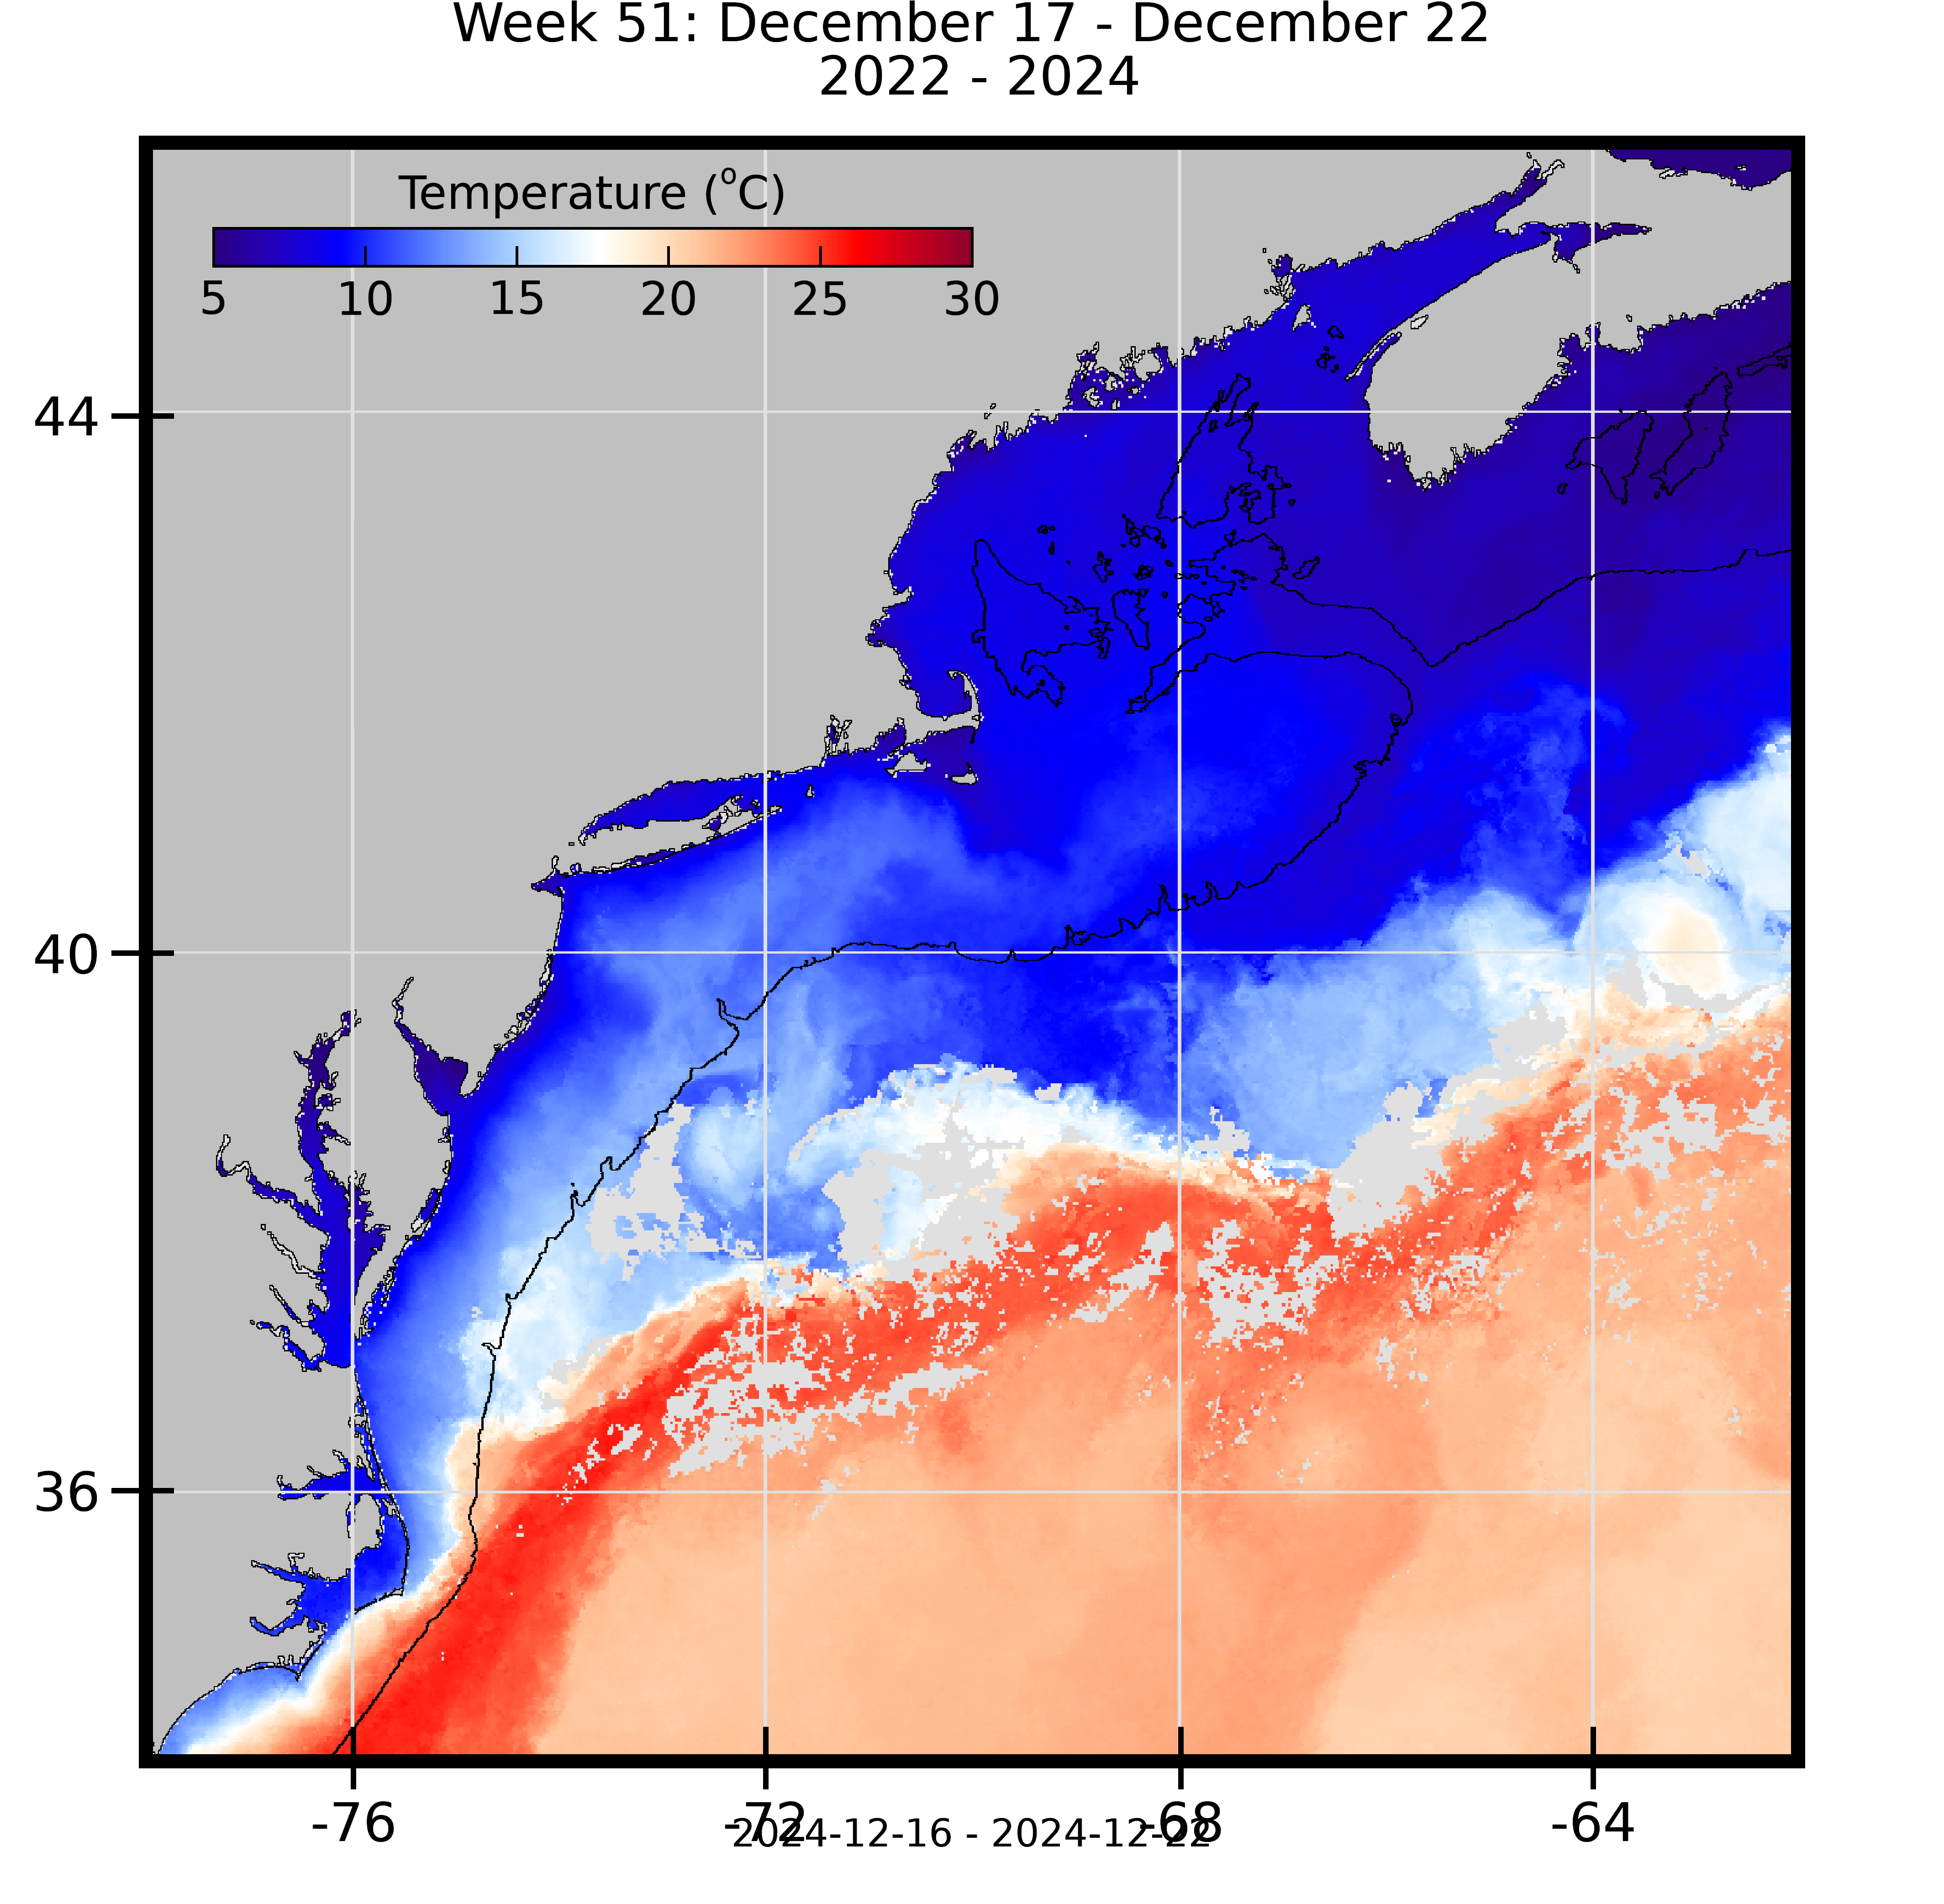 Week 51: December 17 - December 22
2022 - 2024
Temperature (°C)
5 10 15 20 25 30
44
40
36
-76 -72 -68 -64
2024-12-16 - 2024-12-22